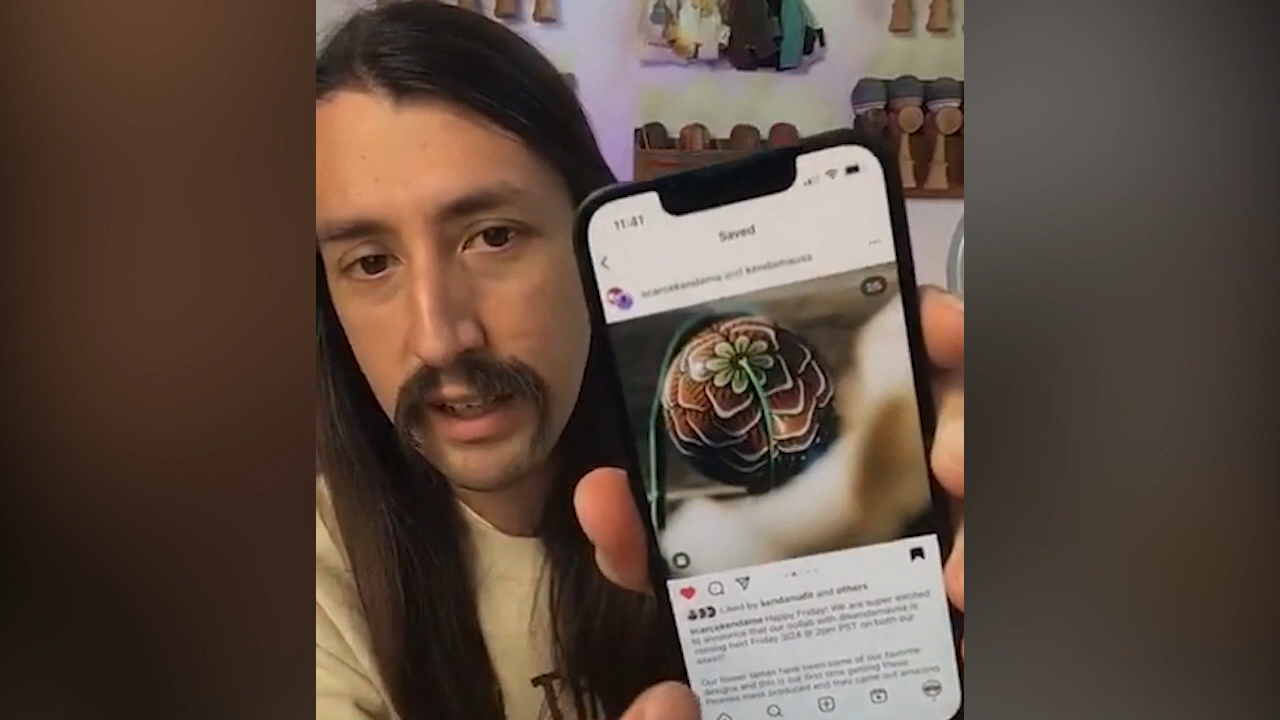 11:41
Saved
scarcekendama and kendamausa
2/5
Liked by kendamafit and others
scarcekendama Happy Friday! We are super excited
to announce that our collab with @kendamausa is
coming next Friday 3/24 @ 2pm PST on both our
sites!!
Our flower tamas have been some of our favorite
designs and this is our first time getting these
mass produced and they came out amazing